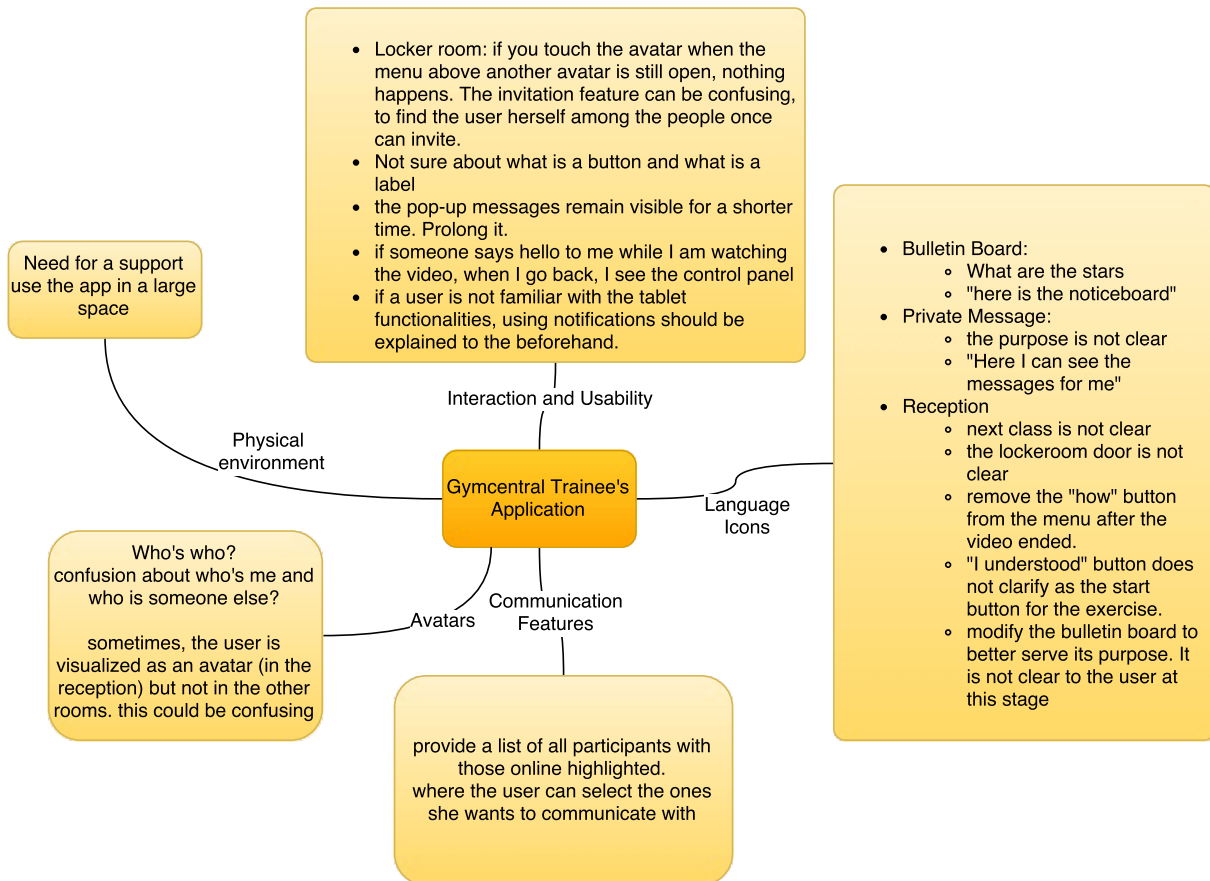 Locker room: if you touch the avatar when the
menu above another avatar is still open, nothing
happens. The invitation feature can be confusing,
to find the user herself among the people once
can invite.
Not sure about what is a button and what is a
label
the pop-up messages remain visible for a shorter
time. Prolong it.
if someone says hello to me while I am watching
the video, when I go back, I see the control panel
if a user is not familiar with the tablet
functionalities, using notifications should be
explained to the beforehand.
Need for a support
use the app in a large
space
Bulletin Board:
What are the stars
"here is the noticeboard"
Private Message:
the purpose is not clear
"Here I can see the
messages for me"
Reception
next class is not clear
the lockeroom door is not
clear
remove the "how" button
from the menu after the
video ended.
"I understood" button does
not clarify as the start
button for the exercise.
modify the bulletin board to
better serve its purpose. It
is not clear to the user at
this stage
Interaction and Usability
Physical
environment
Gymcentral Trainee's
Application
Language
Icons
Who's who?
confusion about who's me and
who is someone else?
sometimes, the user is
visualized as an avatar (in the
reception) but not in the other
rooms. this could be confusing
Avatars
Communication
Features
provide a list of all participants with
those online highlighted.
where the user can select the ones
she wants to communicate with